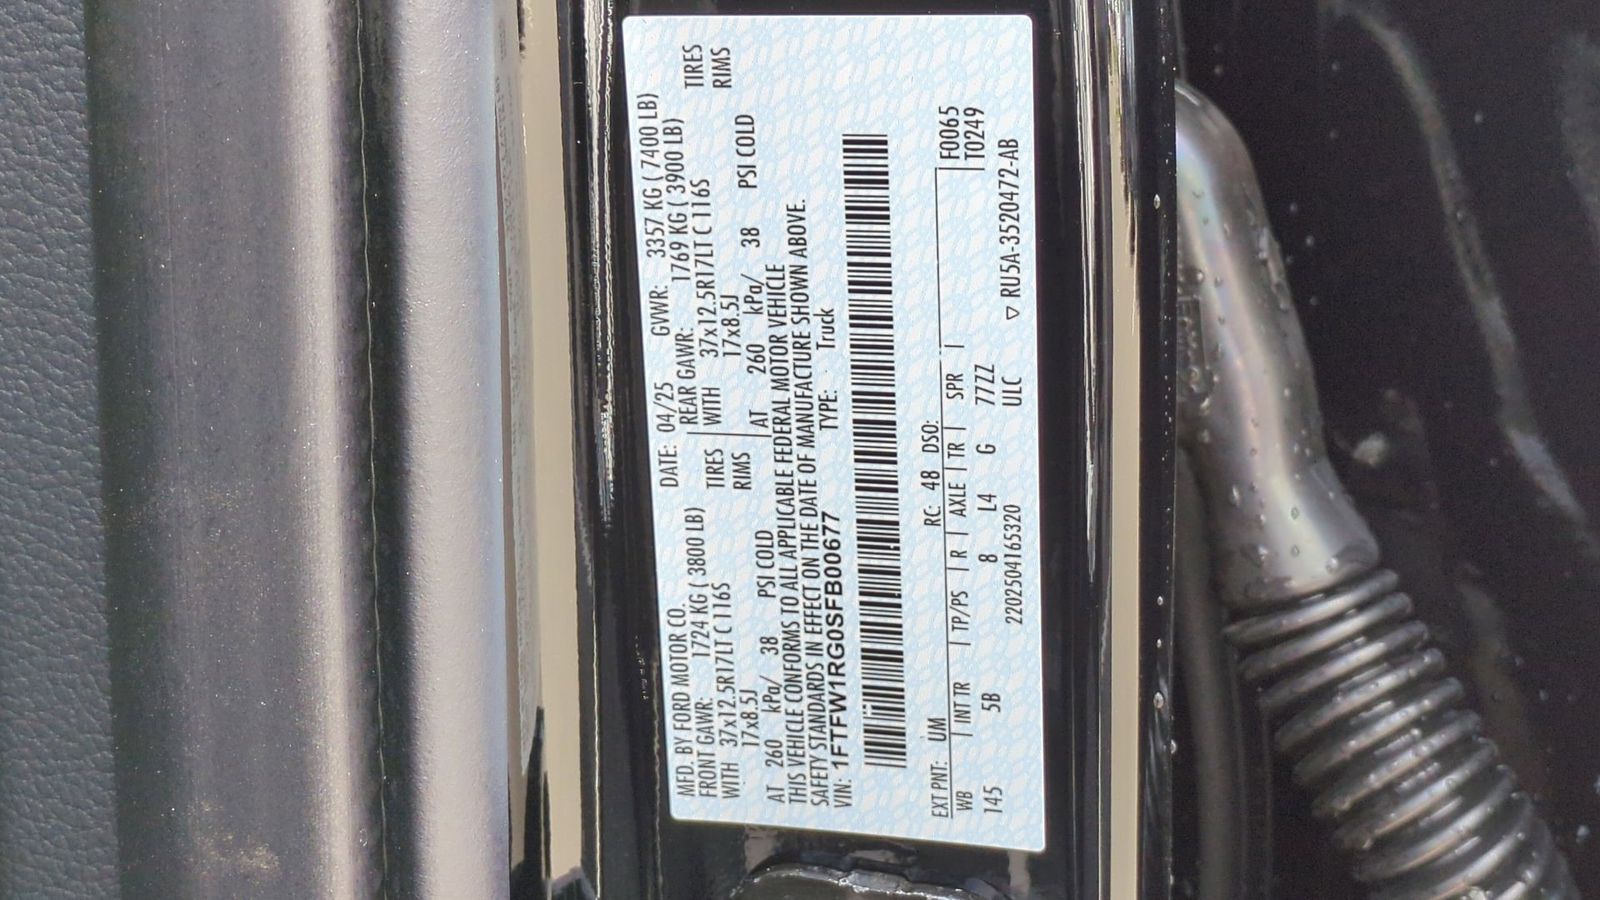 MFD. BY FORD MOTOR CO. DATE: 04/25 GVWR: 3357 KG ( 7400 LB)
FRONT GAWR: 1724 KG ( 3800 LB) REAR GAWR: 1769 KG ( 3900 LB)
WITH 37x12.5R17LT C 116S TIRES WITH 37x12.5R17LT C 116S TIRES
17x8.5J RIMS 17x8.5J RIMS
AT 260 kPa/ 38 PSI COLD AT 260 kPa/ 38 PSI COLD
THIS VEHICLE CONFORMS TO ALL APPLICABLE FEDERAL MOTOR VEHICLE
SAFETY STANDARDS IN EFFECT ON THE DATE OF MANUFACTURE SHOWN ABOVE.
VIN: 1FTFW1RG0SFB00677 TYPE: Truck
EXT PNT: UM RC: 48 DSO: F0065
WB INT TR TP/PS R AXLE TR SPR T0249
145 5B 8 L4 G 77ZZ
2202504165320 ULC ▽ RU5A-3520472-AB